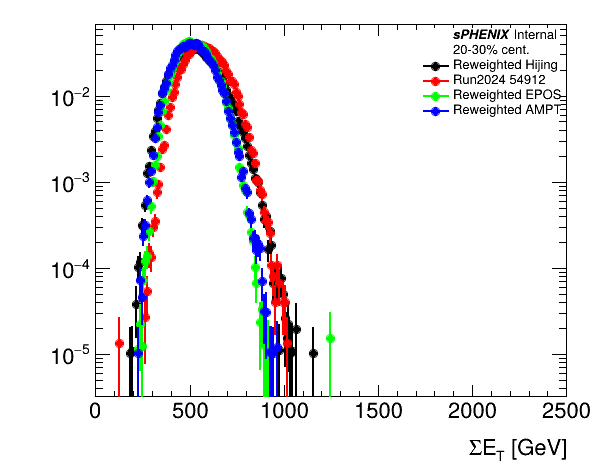 sPHENIX Internal
20-30% cent.
Reweighted Hijing
Run2024 54912
Reweighted EPOS
Reweighted AMPT
10⁻²
10⁻³
10⁻⁴
10⁻⁵
0 500 1000 1500 2000 2500
ΣE_T [GeV]